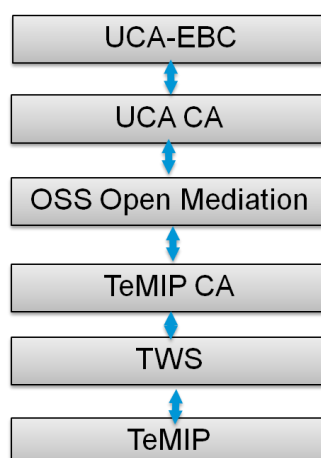 UCA-EBC
UCA CA
OSS Open Mediation
TeMIP CA
TWS
TeMIP